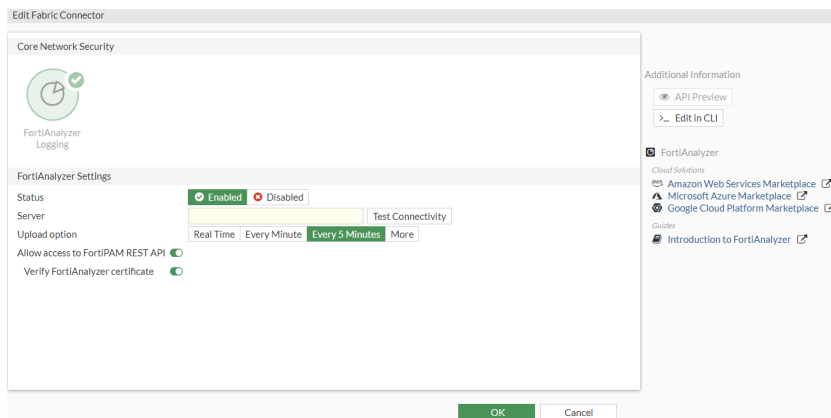 Edit Fabric Connector
Core Network Security
FortiAnalyzer
Logging
FortiAnalyzer Settings
Status Enabled Disabled
Server Test Connectivity
Upload option Real Time Every Minute Every 5 Minutes More
Allow access to FortiPAM REST API
Verify FortiAnalyzer certificate
OK Cancel
Additional Information
API Preview
>_ Edit in CLI
FortiAnalyzer
Cloud Solutions
aws Amazon Web Services Marketplace
Microsoft Azure Marketplace
Google Cloud Platform Marketplace
Guides
Introduction to FortiAnalyzer